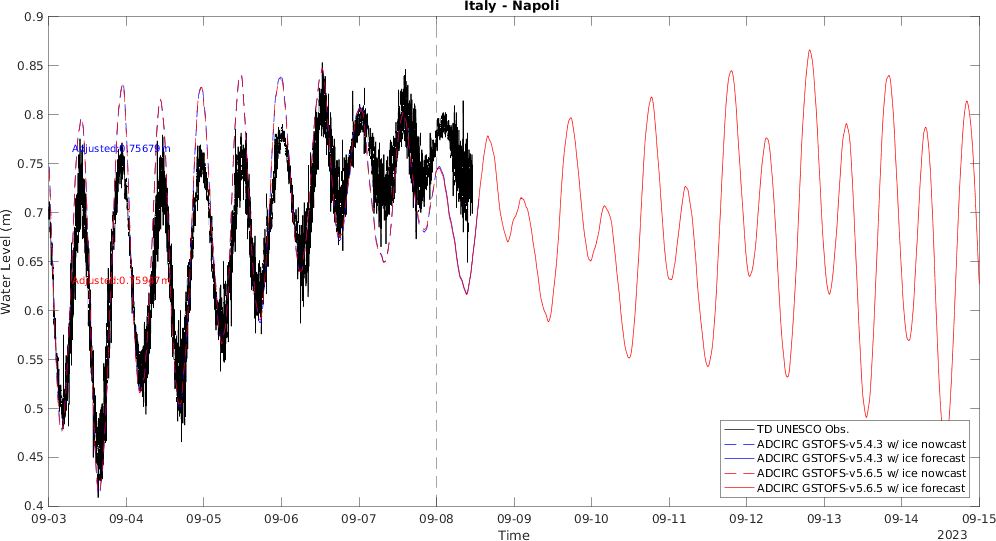 Italy - Napoli
0.9
0.85
0.8
0.75
0.7
0.65
0.6
0.55
0.5
0.45
0.4
Water Level (m)
Adjusted:0.75679m
TD UNESCO Obs.
ADCIRC GSTOFS-v5.4.3 w/ ice nowcast
ADCIRC GSTOFS-v5.4.3 w/ ice forecast
ADCIRC GSTOFS-v5.6.5 w/ ice nowcast
ADCIRC GSTOFS-v5.6.5 w/ ice forecast
09-03
09-04
09-05
09-06
09-07
09-08
09-09
09-10
09-11
09-12
09-13
09-14
09-15
Time
2023